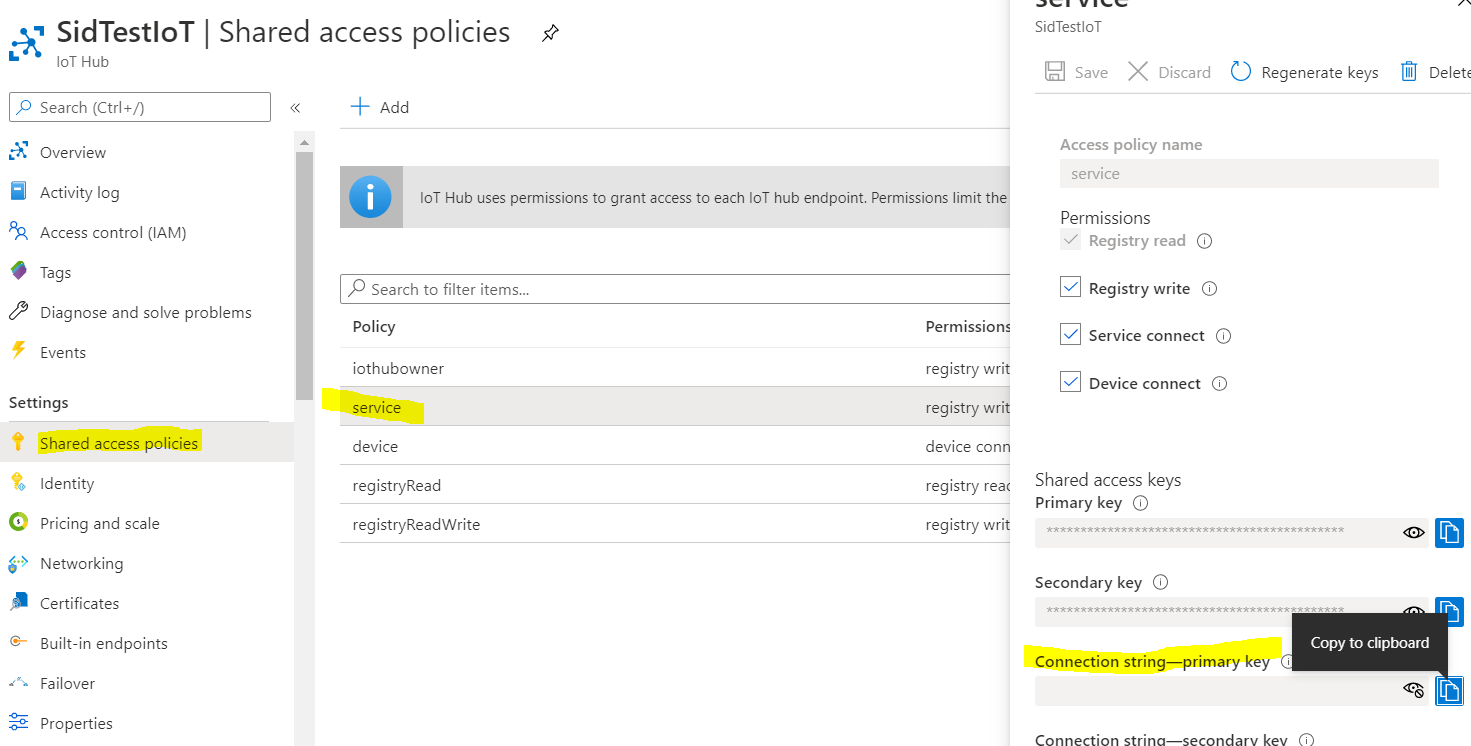 SidTestIoT | Shared access policies
IoT Hub
Search (Ctrl+/)
«
Overview
Activity log
Access control (IAM)
Tags
Diagnose and solve problems
Events
Settings
Shared access policies
Identity
Pricing and scale
Networking
Certificates
Built-in endpoints
Failover
Properties
Add
IoT Hub uses permissions to grant access to each IoT hub endpoint. Permissions limit the
Search to filter items...
Policy Permissions
iothubowner registry writ
service registry writ
device device conn
registryRead registry read
registryReadWrite registry writ
service
SidTestIoT
Save Discard Regenerate keys Delete
Access policy name
service
Permissions
Registry read
Registry write
Service connect
Device connect
Shared access keys
Primary key
********************************************
Secondary key
********************************************
Copy to clipboard
Connection string—primary key
Connection string—secondary key